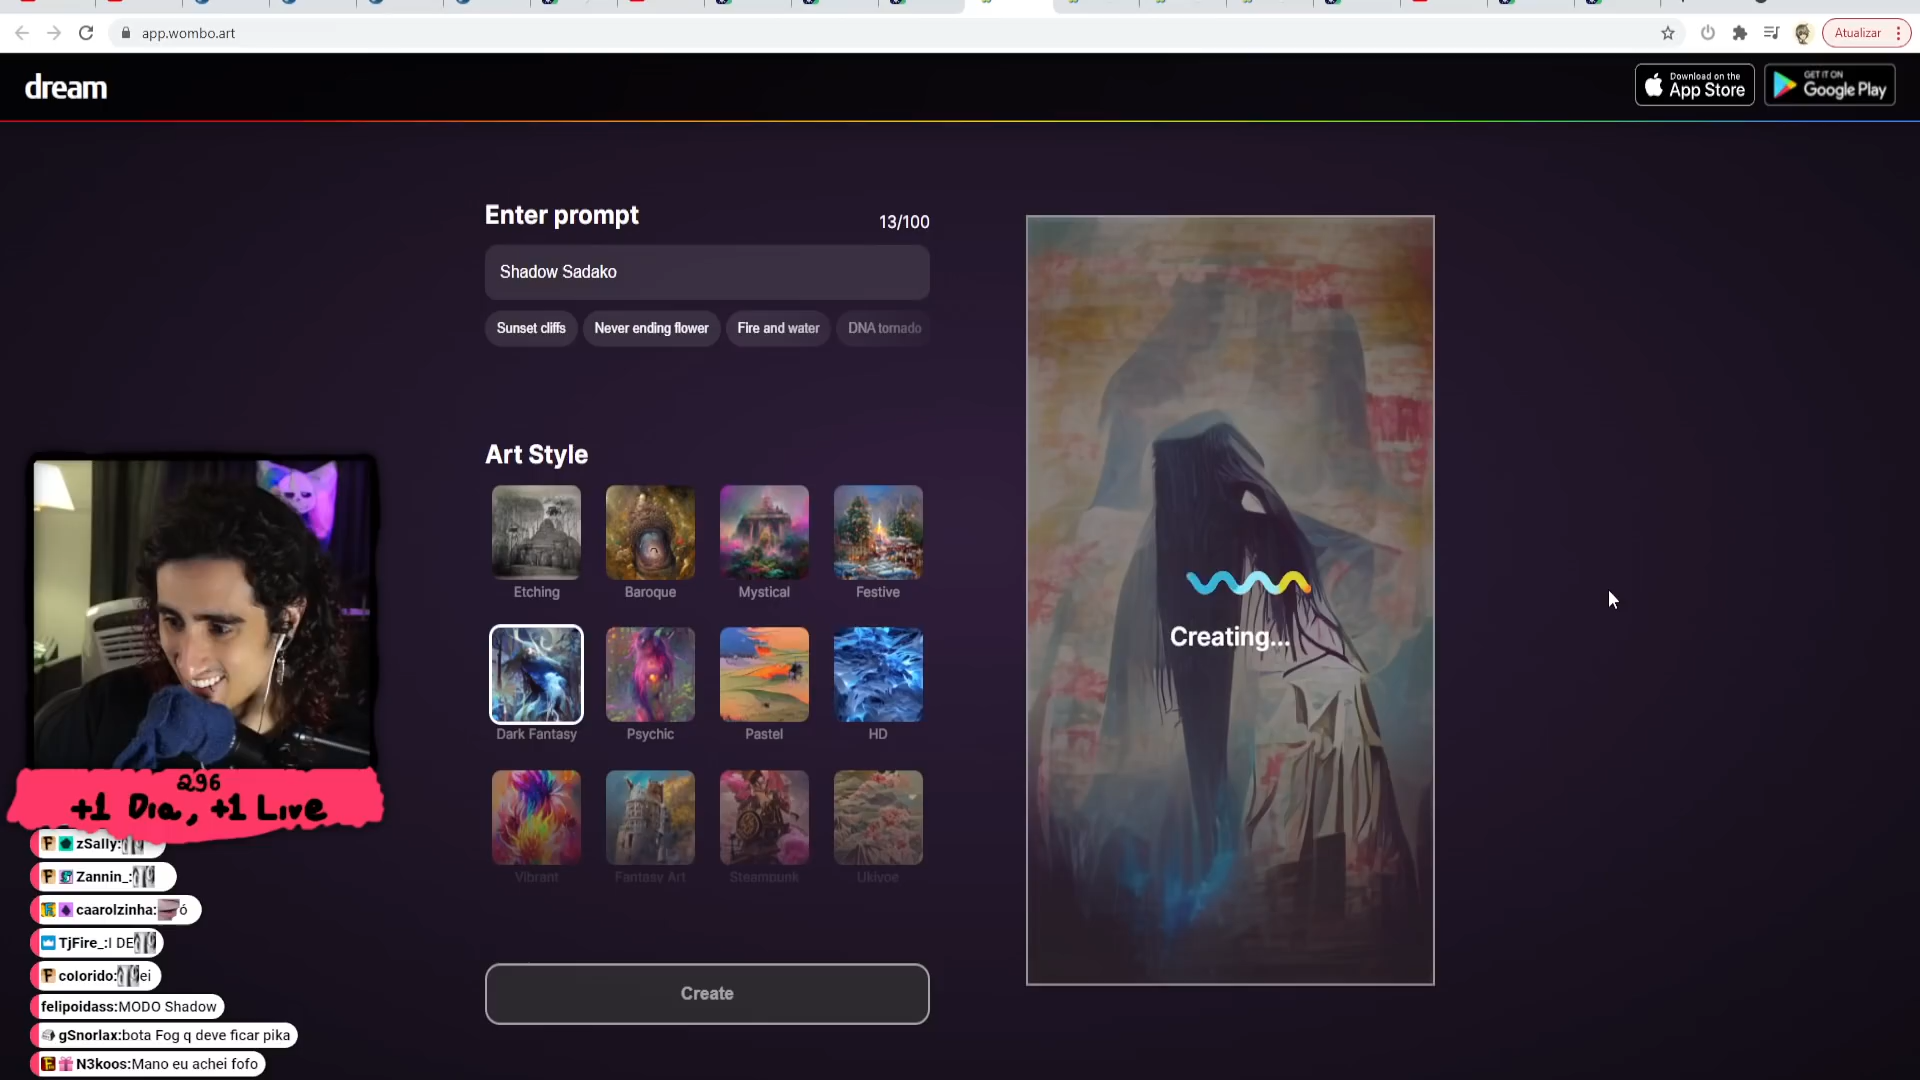 app.wombo.art
Atualizar
dream
Download on the
App Store
GET IT ON
Google Play
Enter prompt
13/100
Shadow Sadako
Sunset cliffs
Never ending flower
Fire and water
DNA tornado
Art Style
Etching
Baroque
Mystical
Festive
Dark Fantasy
Psychic
Pastel
HD
Vibrant
Fantasy Art
Steampunk
Ukiyoe
Create
Creating...
296
+1 Dia, +1 Live
zSally:
Zannin_:
caarolzinha: ó
TjFire_:I DE
colorido: ei
felipoidass:MODO Shadow
gSnorlax:bota Fog q deve ficar pika
N3koos:Mano eu achei fofo